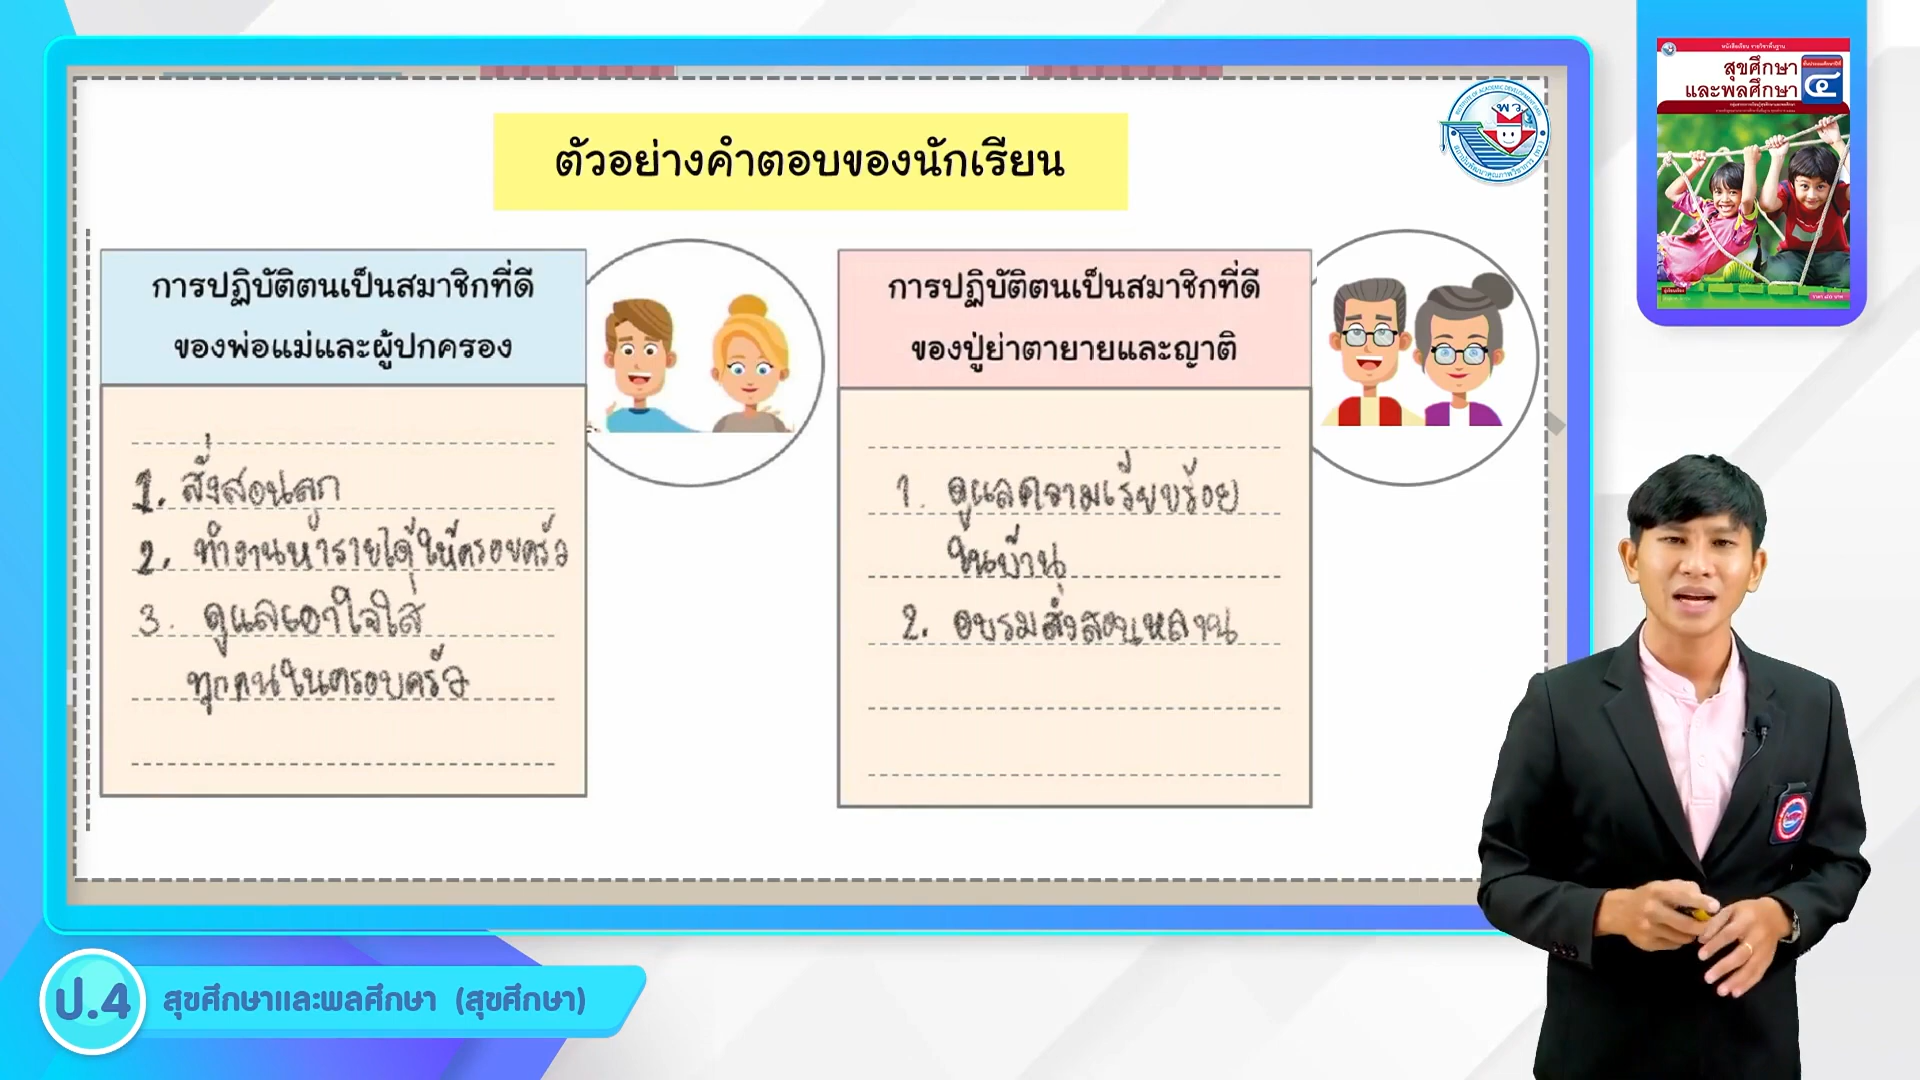 ตัวอย่างคำตอบของนักเรียน
การปฏิบัติตนเป็นสมาชิกที่ดี
ของพ่อแม่และผู้ปกครอง
1. สั่งสอนลูก
2. ทำงานหารายได้ให้ครอบครัว
3. ดูแลเอาใจใส่
ทุกคนในครอบครัว
การปฏิบัติตนเป็นสมาชิกที่ดี
ของปู่ย่าตายายและญาติ
1. ดูแลความเรียบร้อย
ในบ้าน
2. อบรมสั่งสอนหลาน
พว.
สุขศึกษา
และพลศึกษา
๔
ป.4 สุขศึกษาและพลศึกษา (สุขศึกษา)